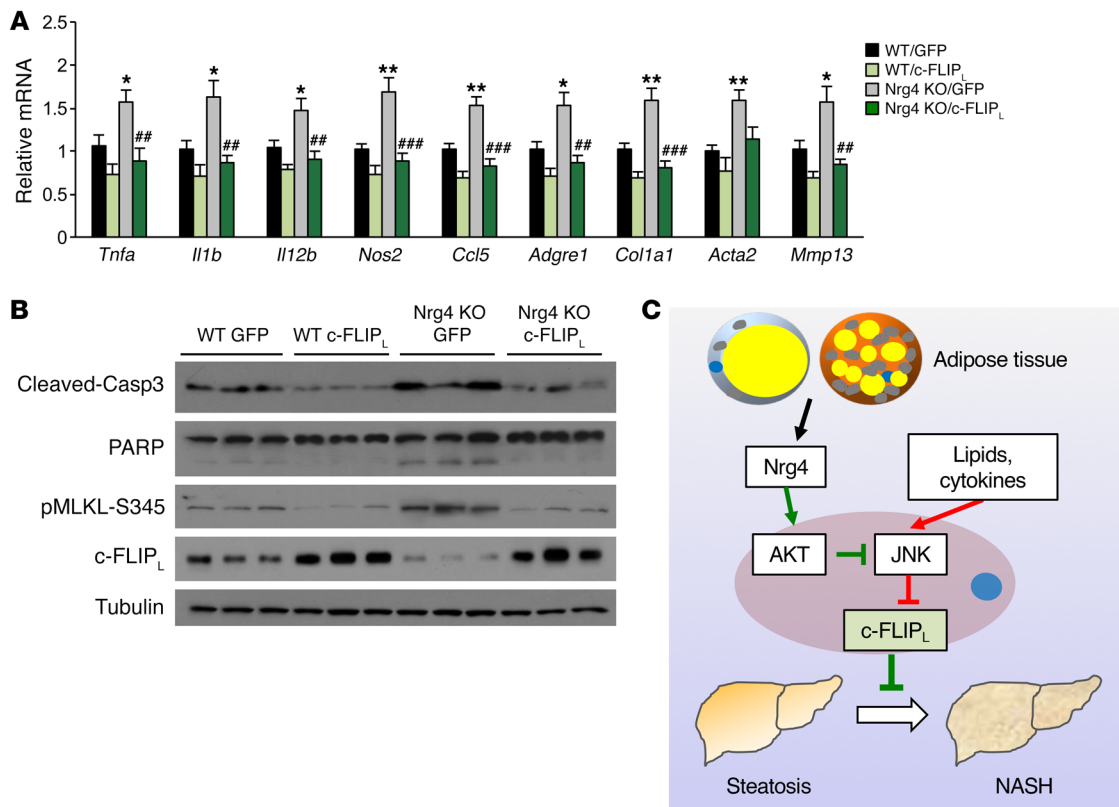 A
Relative mRNA
2.5
2
1.5
1
0.5
0
* * * ** ** * ** ** *
## ## ## ### ### ## ### ##
Tnfa Il1b Il12b Nos2 Ccl5 Adgre1 Col1a1 Acta2 Mmp13
WT/GFP
WT/c-FLIPL
Nrg4 KO/GFP
Nrg4 KO/c-FLIPL
B
WT GFP WT c-FLIPL Nrg4 KO GFP Nrg4 KO c-FLIPL
Cleaved-Casp3
PARP
pMLKL-S345
c-FLIPL
Tubulin
C
Adipose tissue
Nrg4
Lipids,
cytokines
AKT
JNK
c-FLIPL
Steatosis
NASH